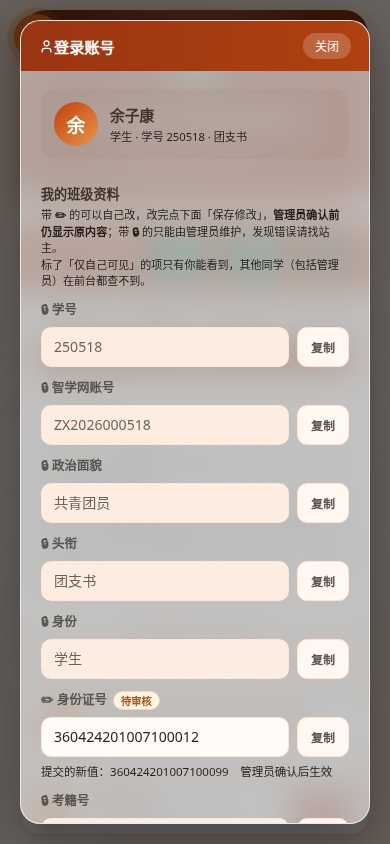 登录账号
关闭
余
余子康
学生 · 学号 250518 · 团支书
我的班级资料
带 ✏ 的可以自己改，改完点下面「保存修改」，管理员确认前
仍显示原内容；带 🔒 的只能由管理员维护，发现错误请找站
主。
标了「仅自己可见」的项只有你能看到，其他同学（包括管理
员）在前台都查不到。
🔒 学号
250518 复制
🔒 智学网账号
ZX2026000518 复制
🔒 政治面貌
共青团员 复制
🔒 头衔
团支书 复制
🔒 身份
学生 复制
✏ 身份证号 待审核
360424201007100012 复制
提交的新值：360424201007100099 管理员确认后生效
🔒 考籍号